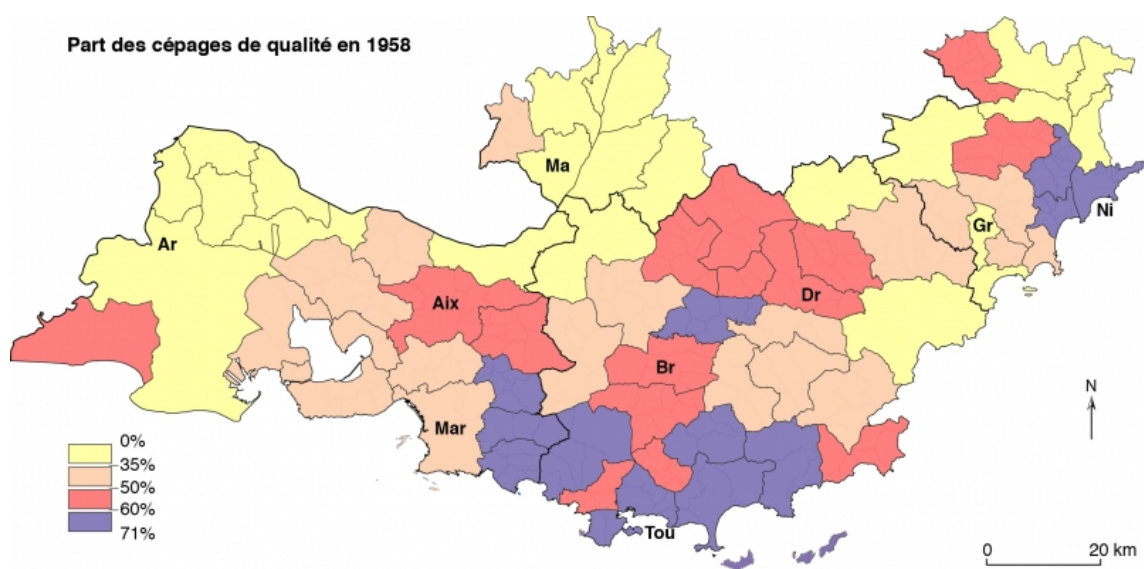 Part des cépages de qualité en 1958
Ma
Ar
Ni
Gr
Aix
Dr
Br
Mar
Tou
N
0%
35%
50%
60%
71%
0 20 km